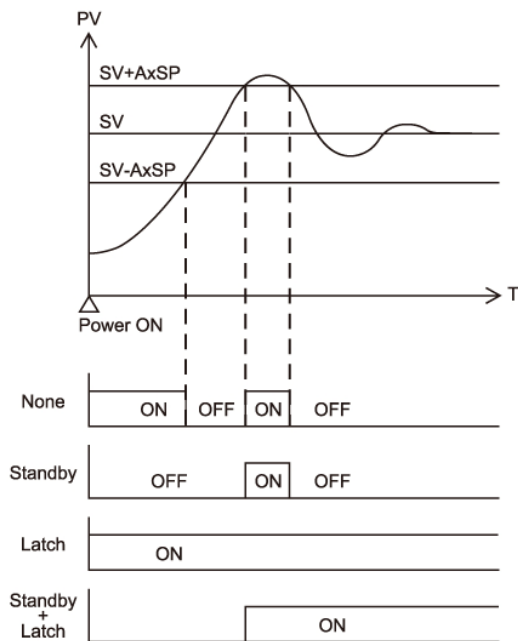 PV
SV+AxSP
SV
SV-AxSP
T
Power ON
None
ON OFF ON OFF
Standby
OFF ON OFF
Latch
ON
Standby
+
Latch
ON